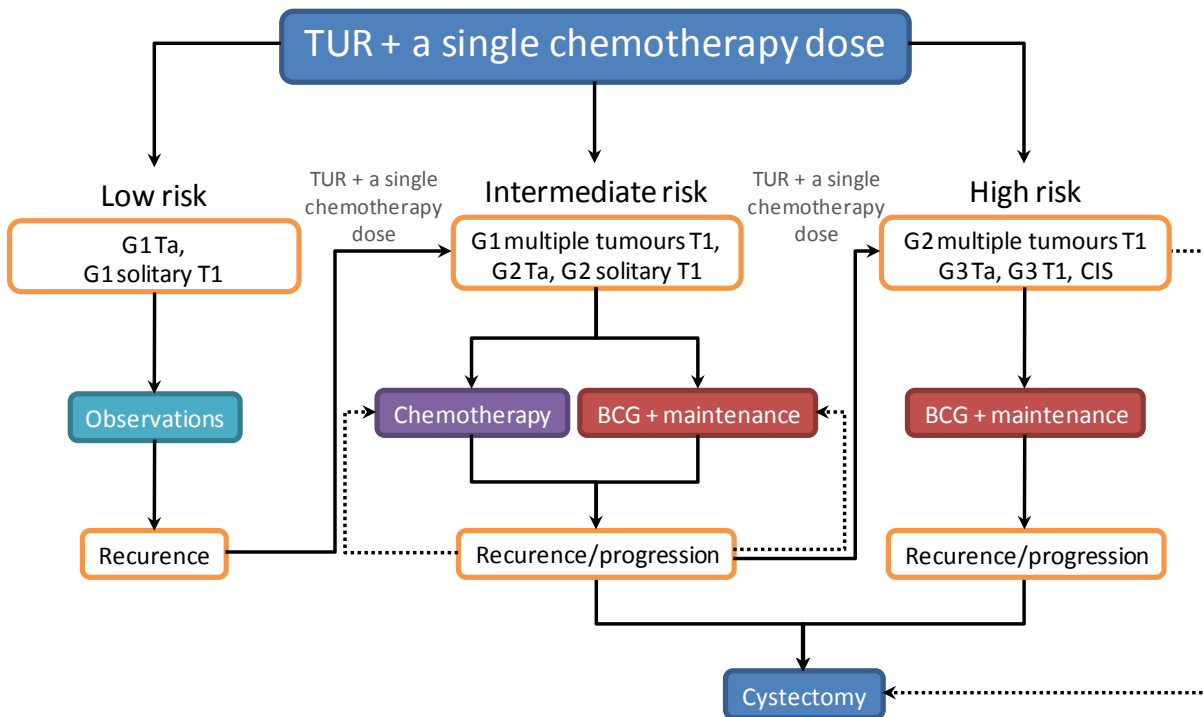 TUR + a single chemotherapy dose
Low risk
TUR + a single
chemotherapy
dose
Intermediate risk
TUR + a single
chemotherapy
dose
High risk
G1 Ta,
G1 solitary T1
G1 multiple tumours T1,
G2 Ta, G2 solitary T1
G2 multiple tumours T1
G3 Ta, G3 T1, CIS
Observations
Chemotherapy
BCG + maintenance
BCG + maintenance
Recurence
Recurence/progression
Recurence/progression
Cystectomy